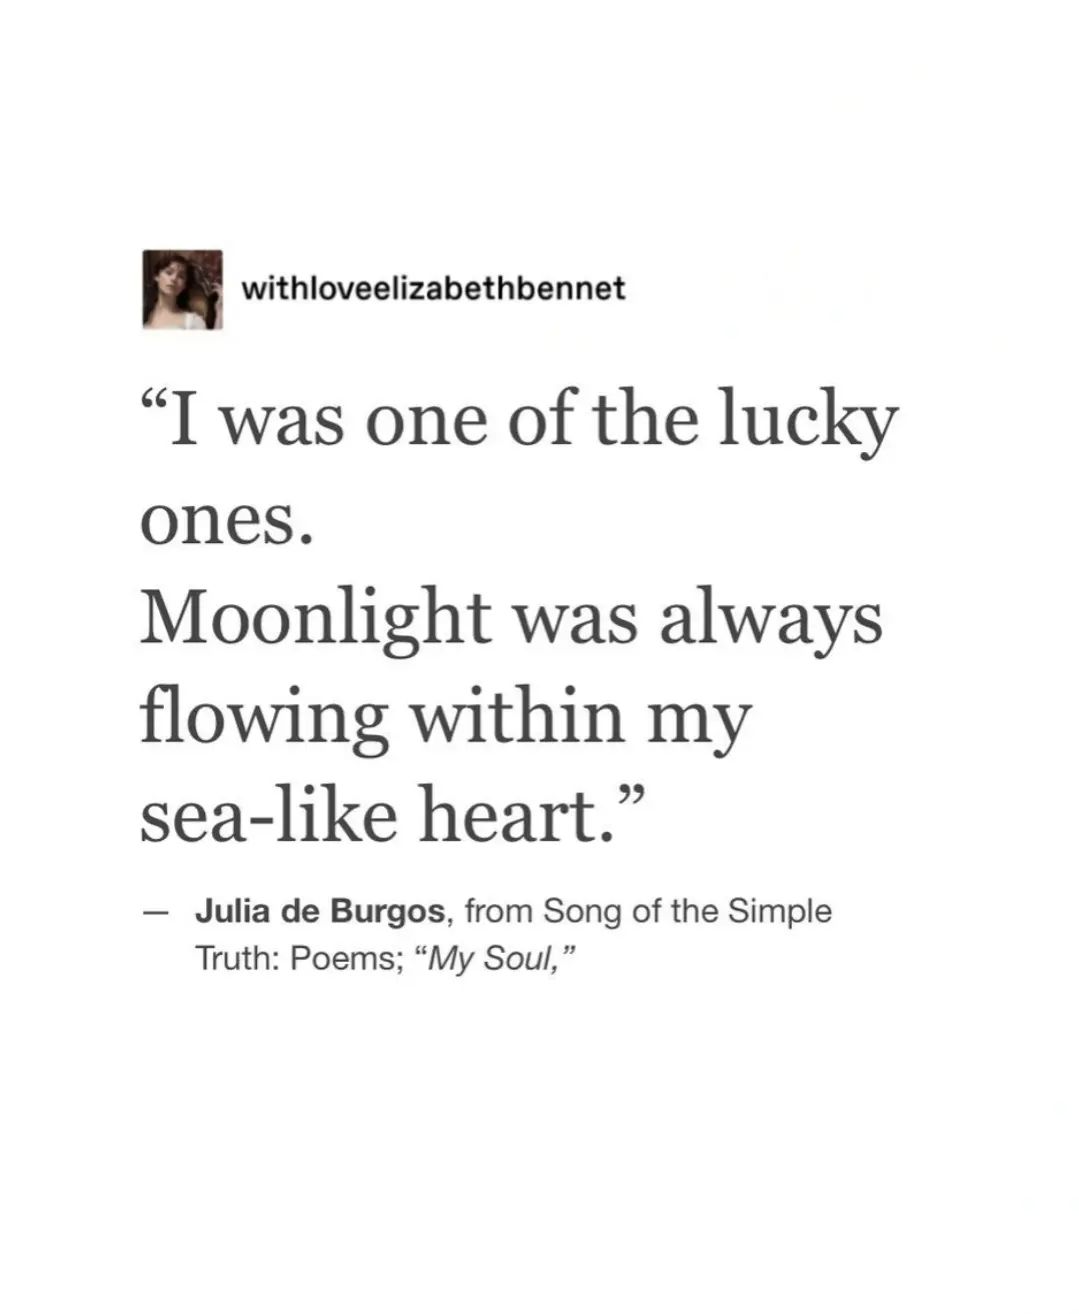 withloveelizabethbennet
“I was one of the lucky
ones.
Moonlight was always
flowing within my
sea-like heart.”
— Julia de Burgos, from Song of the Simple
Truth: Poems; “My Soul,”